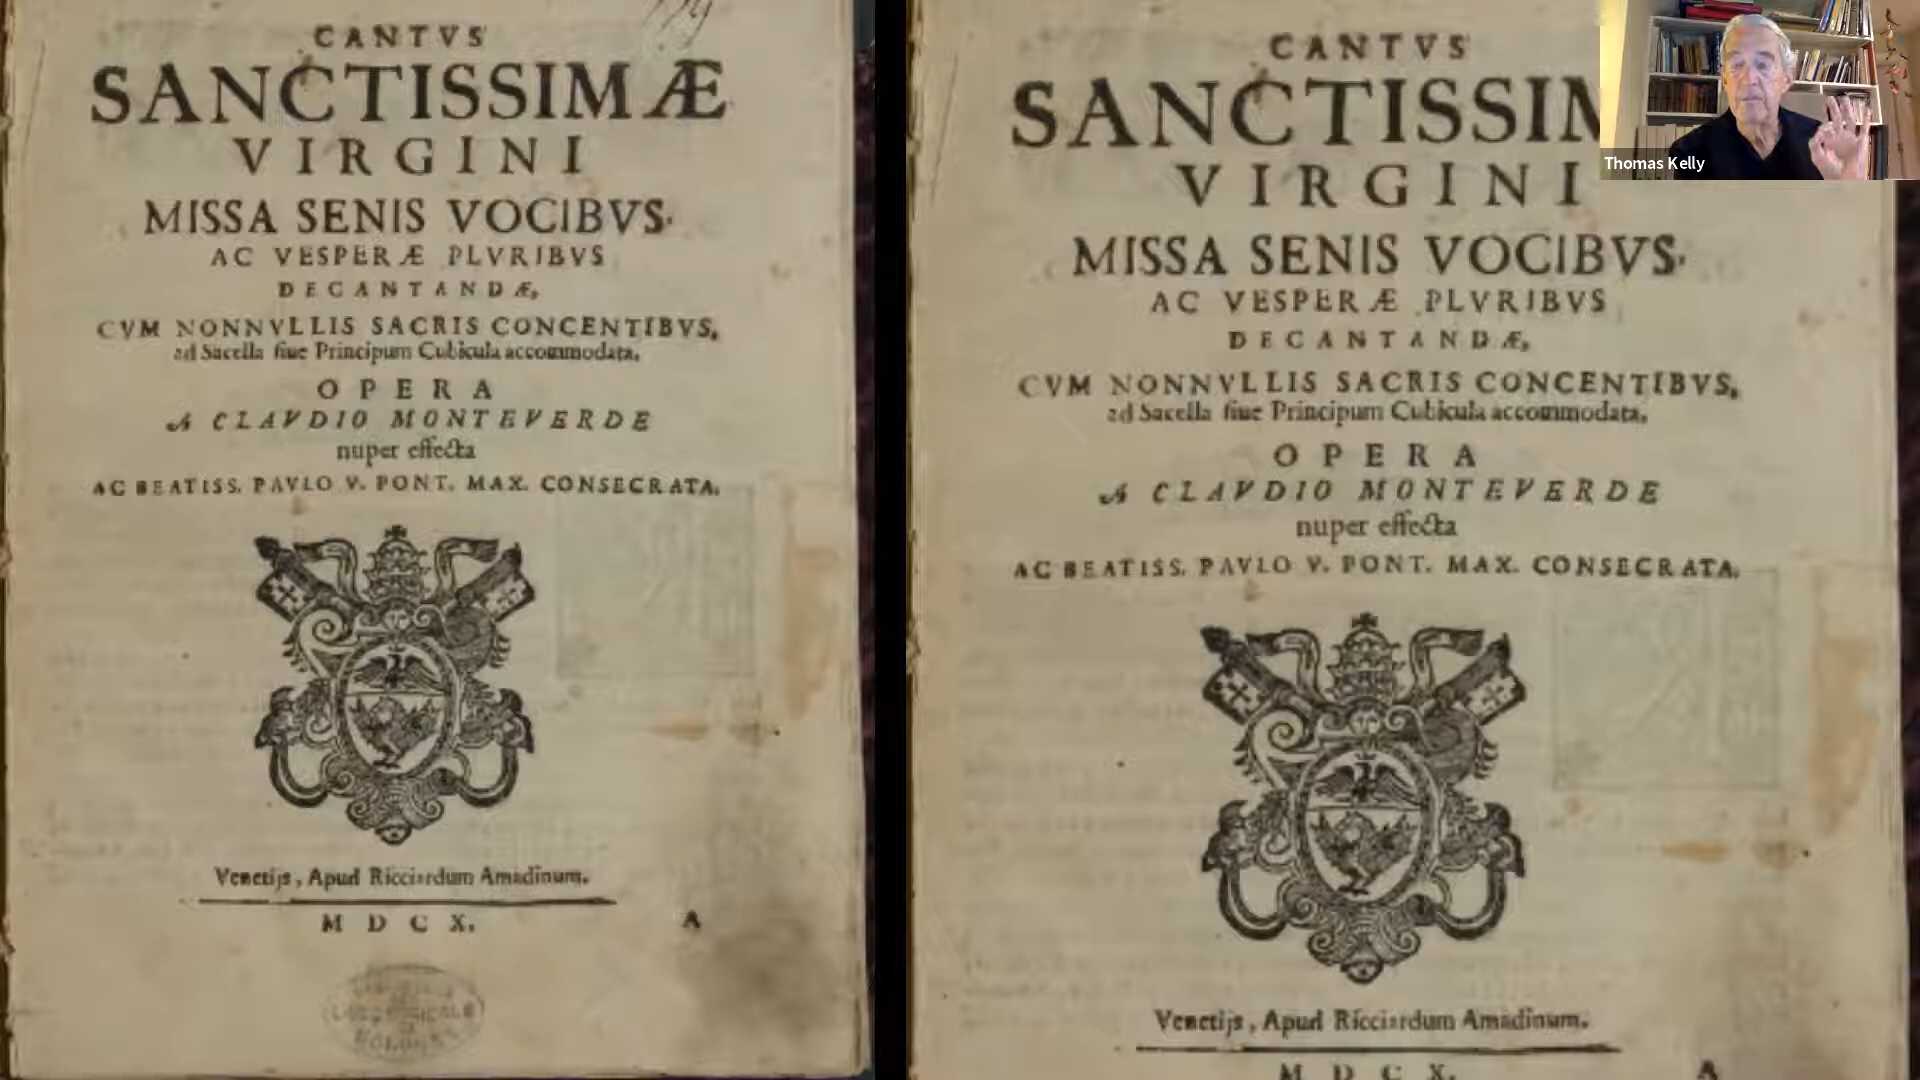 CANTVS
SANCTISSIMÆ
VIRGINI
MISSA SENIS VOCIBVS.
AC VESPERÆ PLVRIBVS
DECANTANDÆ,
CVM NONNVLLIS SACRIS CONCENTIBVS,
ad Sacella siue Principum Cubicula accommodata.
OPERA
A CLAVDIO MONTEVERDE
nuper effecta
AC BEATISS. PAVLO V. PONT. MAX. CONSECRATA.
Venetijs, Apud Ricciardum Amadinum.
M D C X.
A
CANTVS
SANCTISSIM
VIRGINI
MISSA SENIS VOCIBVS.
AC VESPERÆ PLVRIBVS
DECANTANDÆ,
CVM NONNVLLIS SACRIS CONCENTIBVS,
ad Sacella siue Principum Cubicula accommodata.
OPERA
A CLAVDIO MONTEVERDE
nuper effecta
AC BEATISS. PAVLO V. PONT. MAX. CONSECRATA.
Venetijs, Apud Ricciardum Amadinum.
M D C X.
A
Thomas Kelly